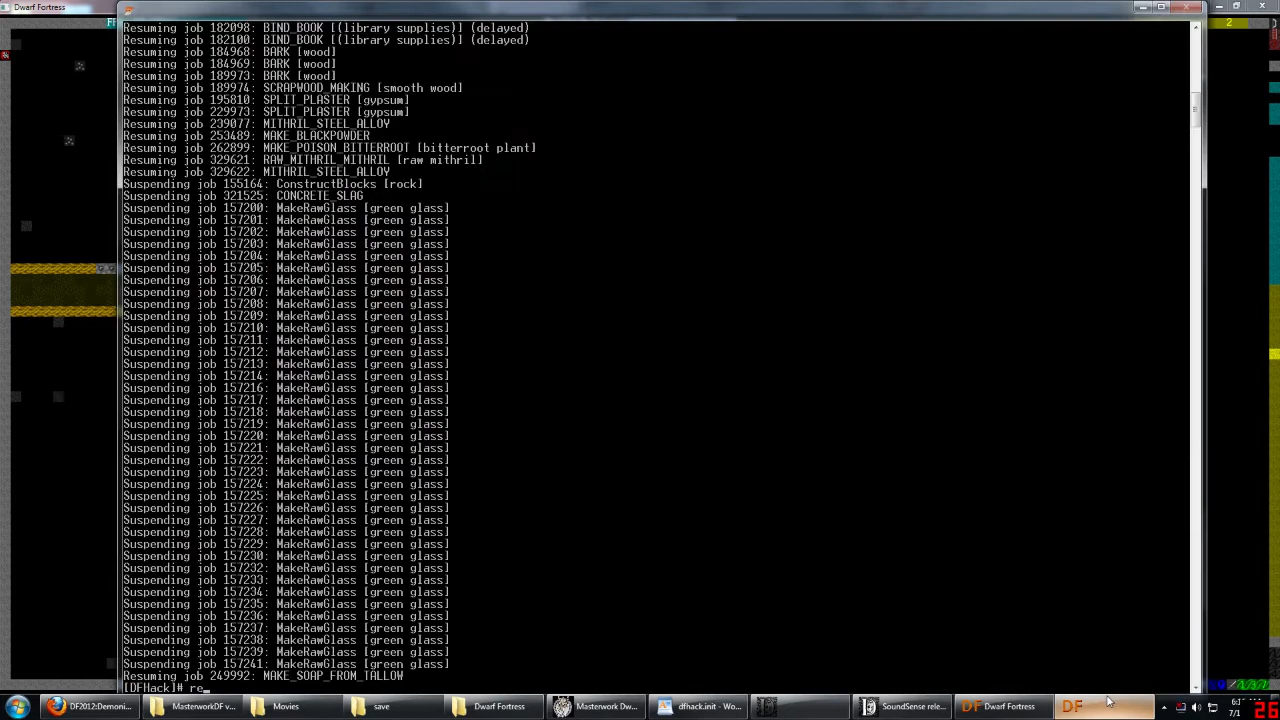 Dwarf Fortress
FF
2
Resuming job 182098: BIND_BOOK [(library supplies)] (delayed)
Resuming job 182100: BIND_BOOK [(library supplies)] (delayed)
Resuming job 184968: BARK [wood]
Resuming job 184969: BARK [wood]
Resuming job 189973: BARK [wood]
Resuming job 189974: SCRAPWOOD_MAKING [smooth wood]
Resuming job 195810: SPLIT_PLASTER [gypsum]
Resuming job 229973: SPLIT_PLASTER [gypsum]
Resuming job 239077: MITHRIL_STEEL_ALLOY
Resuming job 253489: MAKE_BLACKPOWDER
Resuming job 262899: MAKE_POISON_BITTERROOT [bitterroot plant]
Resuming job 329621: RAW_MITHRIL_MITHRIL [raw mithril]
Resuming job 329622: MITHRIL_STEEL_ALLOY
Suspending job 155164: ConstructBlocks [rock]
Suspending job 321525: CONCRETE_SLAG
Suspending job 157200: MakeRawGlass [green glass]
Suspending job 157201: MakeRawGlass [green glass]
Suspending job 157202: MakeRawGlass [green glass]
Suspending job 157203: MakeRawGlass [green glass]
Suspending job 157204: MakeRawGlass [green glass]
Suspending job 157205: MakeRawGlass [green glass]
Suspending job 157206: MakeRawGlass [green glass]
Suspending job 157207: MakeRawGlass [green glass]
Suspending job 157208: MakeRawGlass [green glass]
Suspending job 157209: MakeRawGlass [green glass]
Suspending job 157210: MakeRawGlass [green glass]
Suspending job 157211: MakeRawGlass [green glass]
Suspending job 157212: MakeRawGlass [green glass]
Suspending job 157213: MakeRawGlass [green glass]
Suspending job 157214: MakeRawGlass [green glass]
Suspending job 157216: MakeRawGlass [green glass]
Suspending job 157217: MakeRawGlass [green glass]
Suspending job 157218: MakeRawGlass [green glass]
Suspending job 157219: MakeRawGlass [green glass]
Suspending job 157220: MakeRawGlass [green glass]
Suspending job 157221: MakeRawGlass [green glass]
Suspending job 157222: MakeRawGlass [green glass]
Suspending job 157223: MakeRawGlass [green glass]
Suspending job 157224: MakeRawGlass [green glass]
Suspending job 157225: MakeRawGlass [green glass]
Suspending job 157226: MakeRawGlass [green glass]
Suspending job 157227: MakeRawGlass [green glass]
Suspending job 157228: MakeRawGlass [green glass]
Suspending job 157229: MakeRawGlass [green glass]
Suspending job 157230: MakeRawGlass [green glass]
Suspending job 157232: MakeRawGlass [green glass]
Suspending job 157233: MakeRawGlass [green glass]
Suspending job 157234: MakeRawGlass [green glass]
Suspending job 157235: MakeRawGlass [green glass]
Suspending job 157236: MakeRawGlass [green glass]
Suspending job 157237: MakeRawGlass [green glass]
Suspending job 157238: MakeRawGlass [green glass]
Suspending job 157239: MakeRawGlass [green glass]
Suspending job 157241: MakeRawGlass [green glass]
Resuming job 249992: MAKE_SOAP_FROM_TALLOW
[DFHack]# re_
DF2012:Demoni... MasterworkDF v... Movies save Dwarf Fortress Masterwork Dw... dfhack.init - Wo... SoundSense rele... DF Dwarf Fortress DF
26